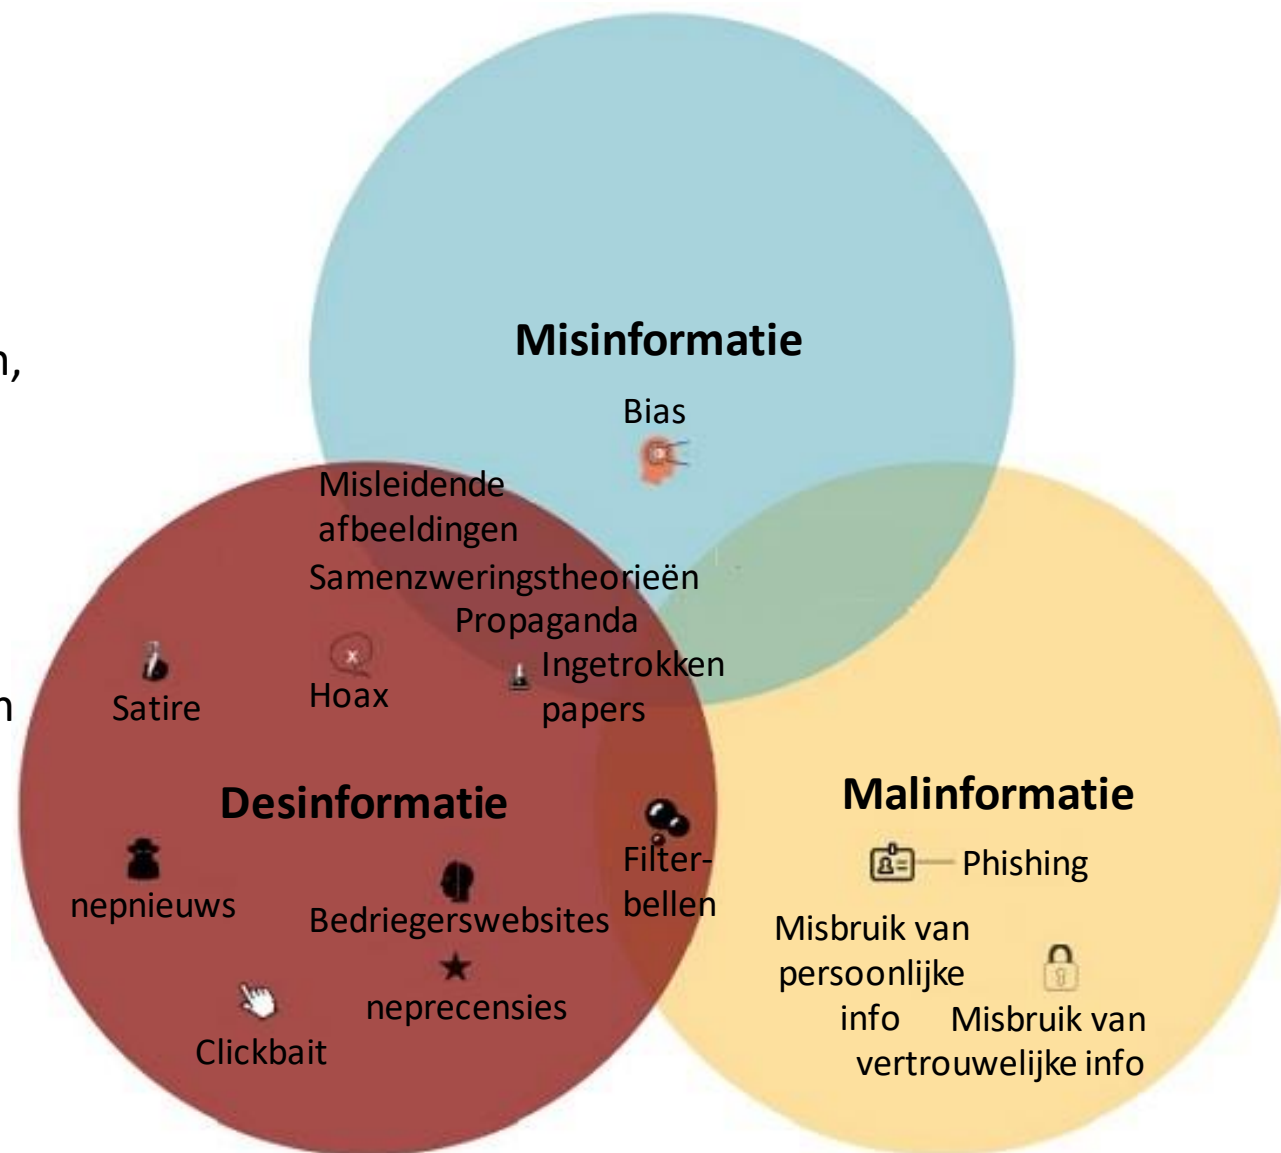 Misinformatie
Bias
n,
Misleidende
afbeeldingen
Samenzweringstheorieën
Propaganda
Ingetrokken
papers
Satire
Hoax
n
Desinformatie
Malinformatie
Filter-
bellen
Phishing
nepnieuws
Bedriegerswebsites
Misbruik van
persoonlijke
info
neprecensies
Misbruik van
vertrouwelijke info
Clickbait